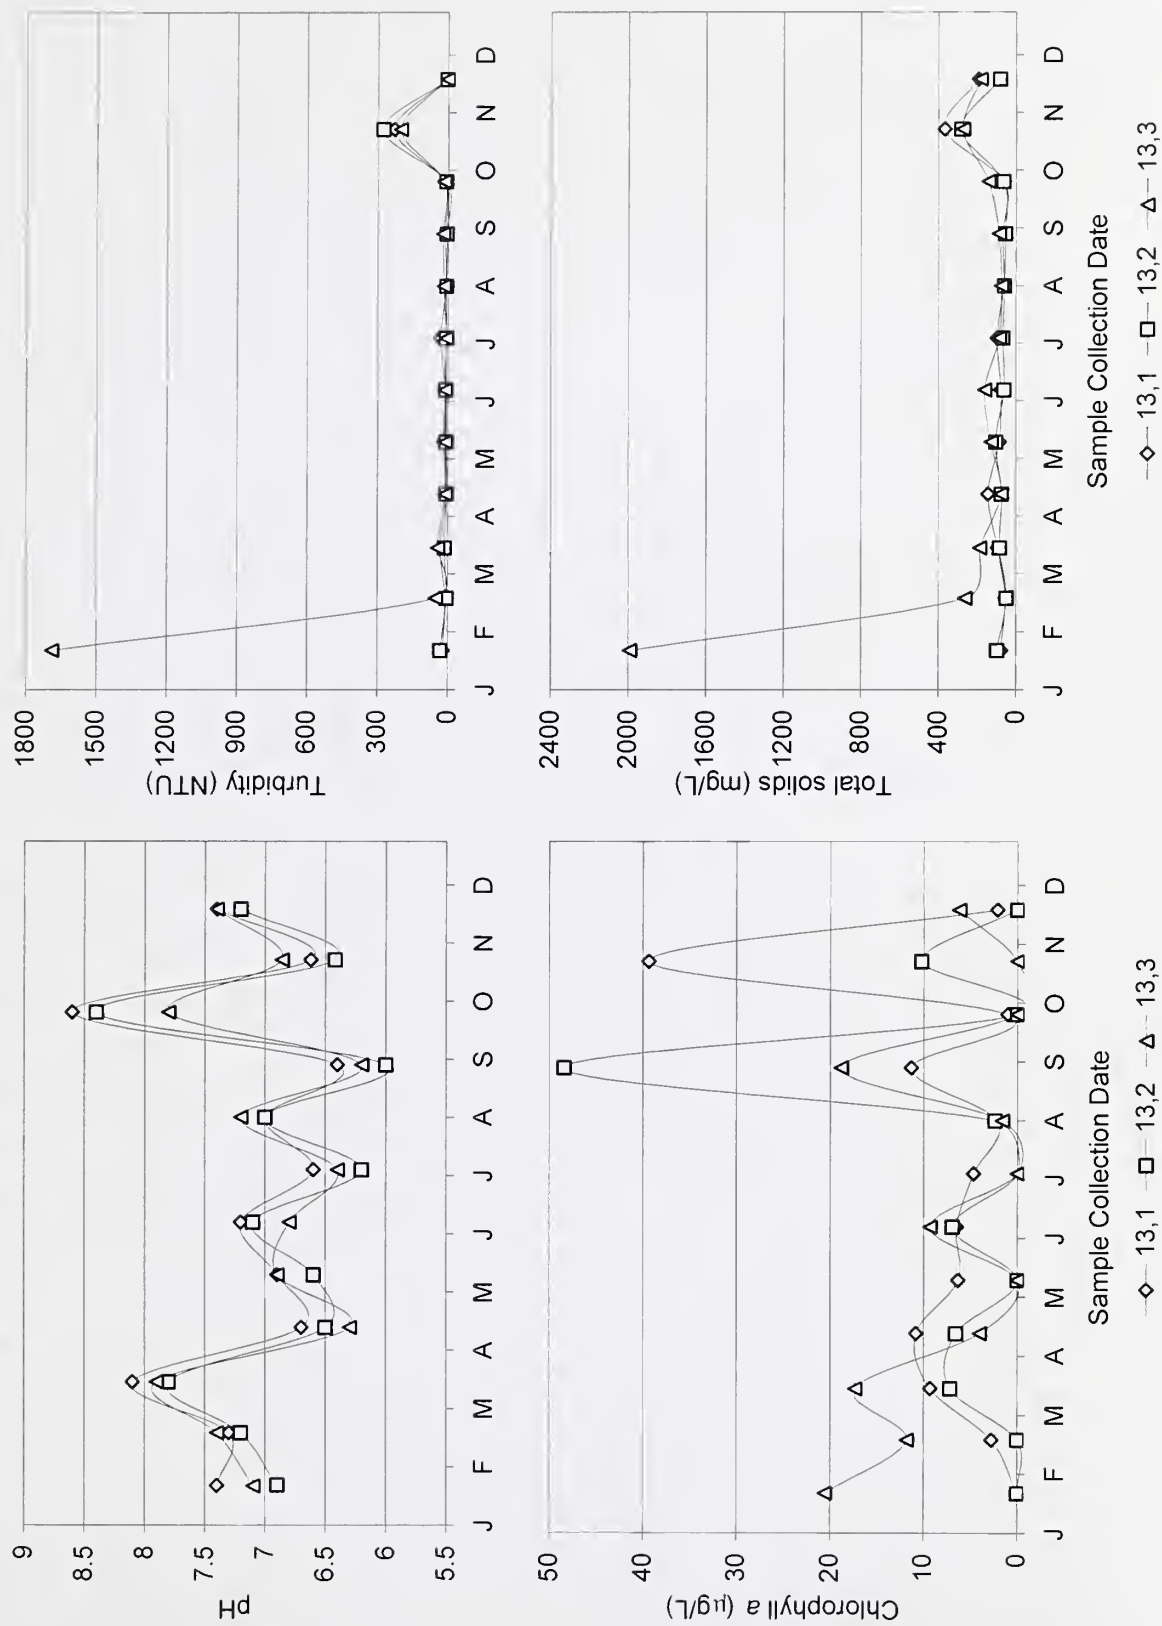 pH
9
8.5
8
7.5
7
6.5
6
5.5
J F M A M J J A S O N D
Turbidity (NTU)
1800
1500
1200
900
600
300
0
J F M A M J J A S O N D
Chlorophyll a (µg/L)
50
40
30
20
10
0
J F M A M J J A S O N D
Sample Collection Date
13,1 13,2 13,3
Total solids (mg/L)
2400
2000
1600
1200
800
400
0
J F M A M J J A S O N D
Sample Collection Date
13,1 13,2 13,3